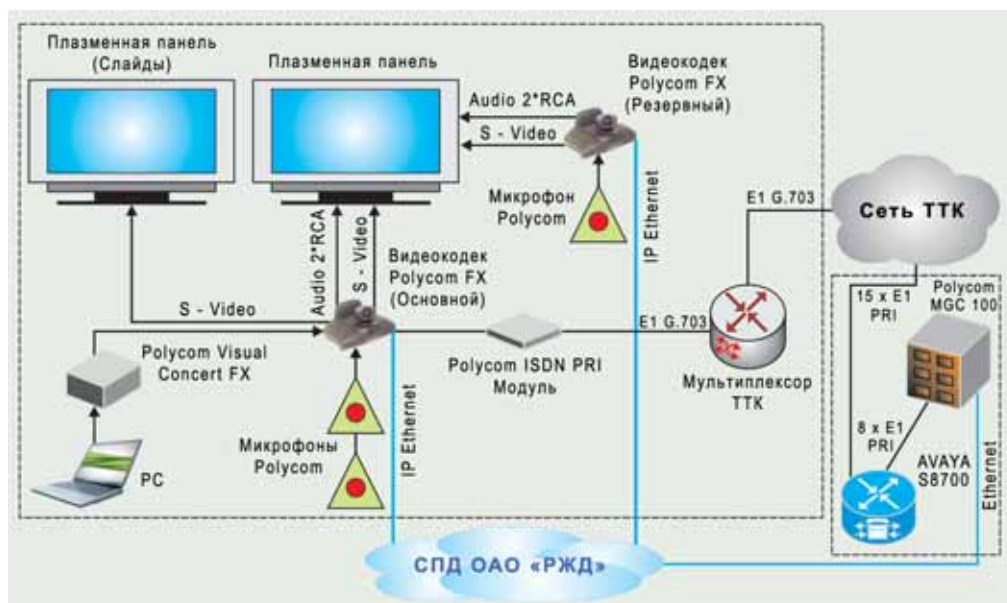 Плазменная панель
(Слайды)
Плазменная панель
Видеокодек
Polycom FX
(Резервный)
Audio 2*RCA
S - Video
Микрофон
Polycom
IP Ethernet
E1 G.703
Сеть ТТК
Audio 2*RCA
S - Video
Видеокодек
Polycom FX
(Основной)
S - Video
Polycom Visual
Concert FX
Polycom ISDN PRI
Модуль
E1 G.703
Мультиплексор
ТТК
15 x E1
PRI
Polycom
MGC 100
8 x E1
PRI
AVAYA
S8700
Ethernet
PC
Микрофоны
Polycom
IP Ethernet
СПД ОАО «РЖД»